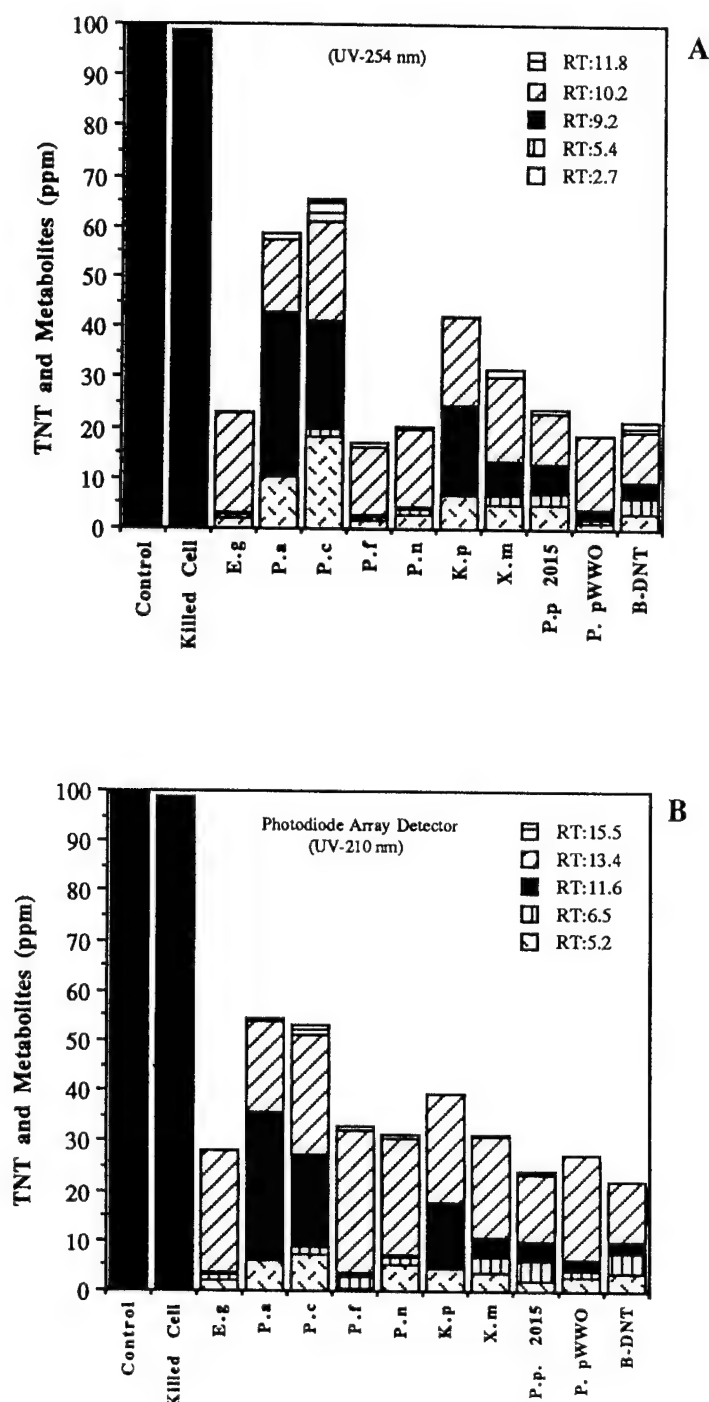 A
(UV-254 nm)
RT:11.8
RT:10.2
RT:9.2
RT:5.4
RT:2.7
TNT and Metabolites (ppm)
100
90
80
70
60
50
40
30
20
10
0
Control
Killed Cell
E.g
P.a
P.c
P.f
P.n
K.p
X.m
P.p 2015
P. pWWO
B-DNT
B
Photodiode Array Detector
(UV-210 nm)
RT:15.5
RT:13.4
RT:11.6
RT:6.5
RT:5.2
TNT and Metabolites (ppm)
100
90
80
70
60
50
40
30
20
10
0
Control
Killed Cell
E.g
P.a
P.c
P.f
P.n
K.p
X.m
P.p. 2015
P. pWWO
B-DNT